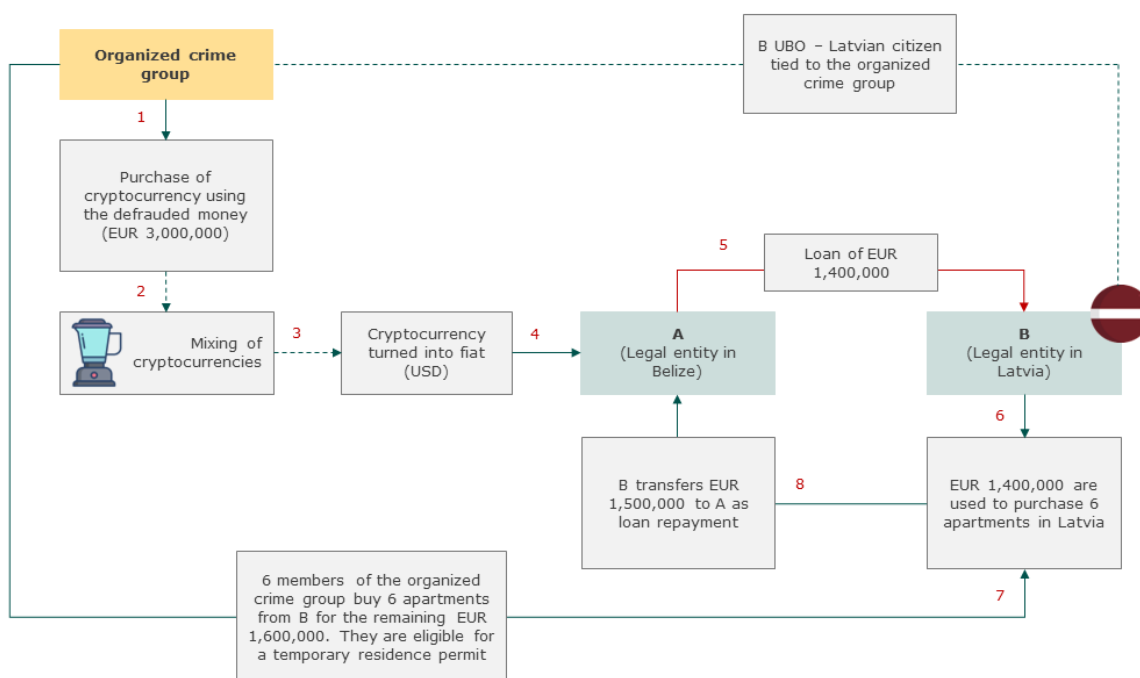 Organized crime
group
B UBO – Latvian citizen
tied to the organized
crime group
1
Purchase of
cryptocurrency using
the defrauded money
(EUR 3,000,000)
2
Mixing of
cryptocurrencies
3
Cryptocurrency
turned into fiat
(USD)
4
A
(Legal entity in
Belize)
5
Loan of EUR
1,400,000
B
(Legal entity in
Latvia)
6
EUR 1,400,000 are
used to purchase 6
apartments in Latvia
8
B transfers EUR
1,500,000 to A as
loan repayment
7
6 members of the organized
crime group buy 6 apartments
from B for the remaining EUR
1,600,000. They are eligible for
a temporary residence permit